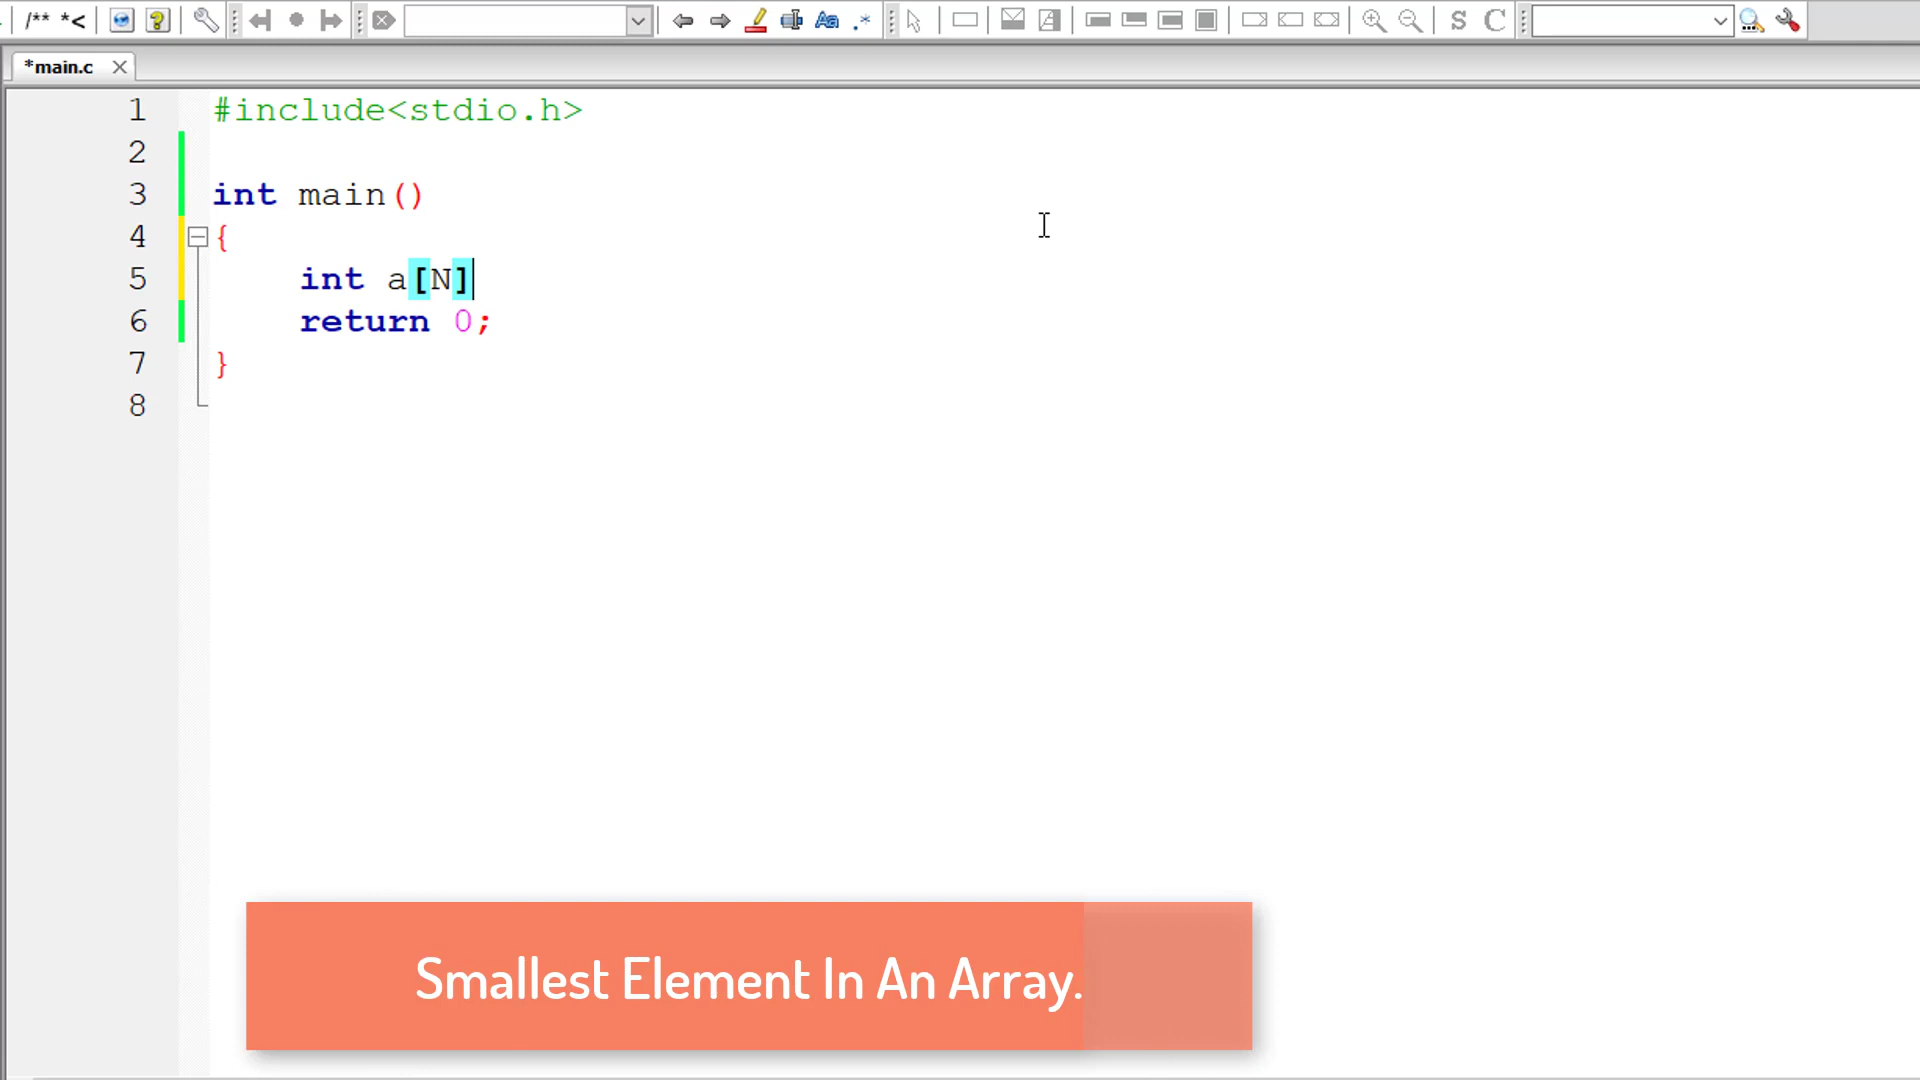 /** *<
Aa .*
S C
*main.c
1 #include<stdio.h>
2
3 int main()
4 {
5 int a[N]
6 return 0;
7 }
8
Smallest Element In An Array.